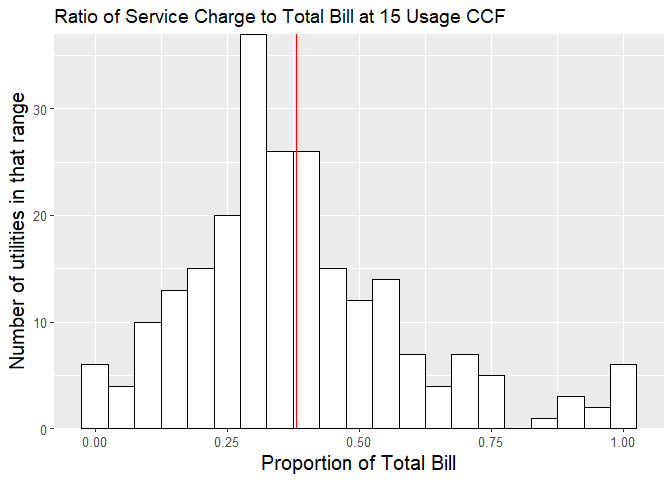 Ratio of Service Charge to Total Bill at 15 Usage CCF
Number of utilities in that range
30
20
10
0
0.00 0.25 0.50 0.75 1.00
Proportion of Total Bill